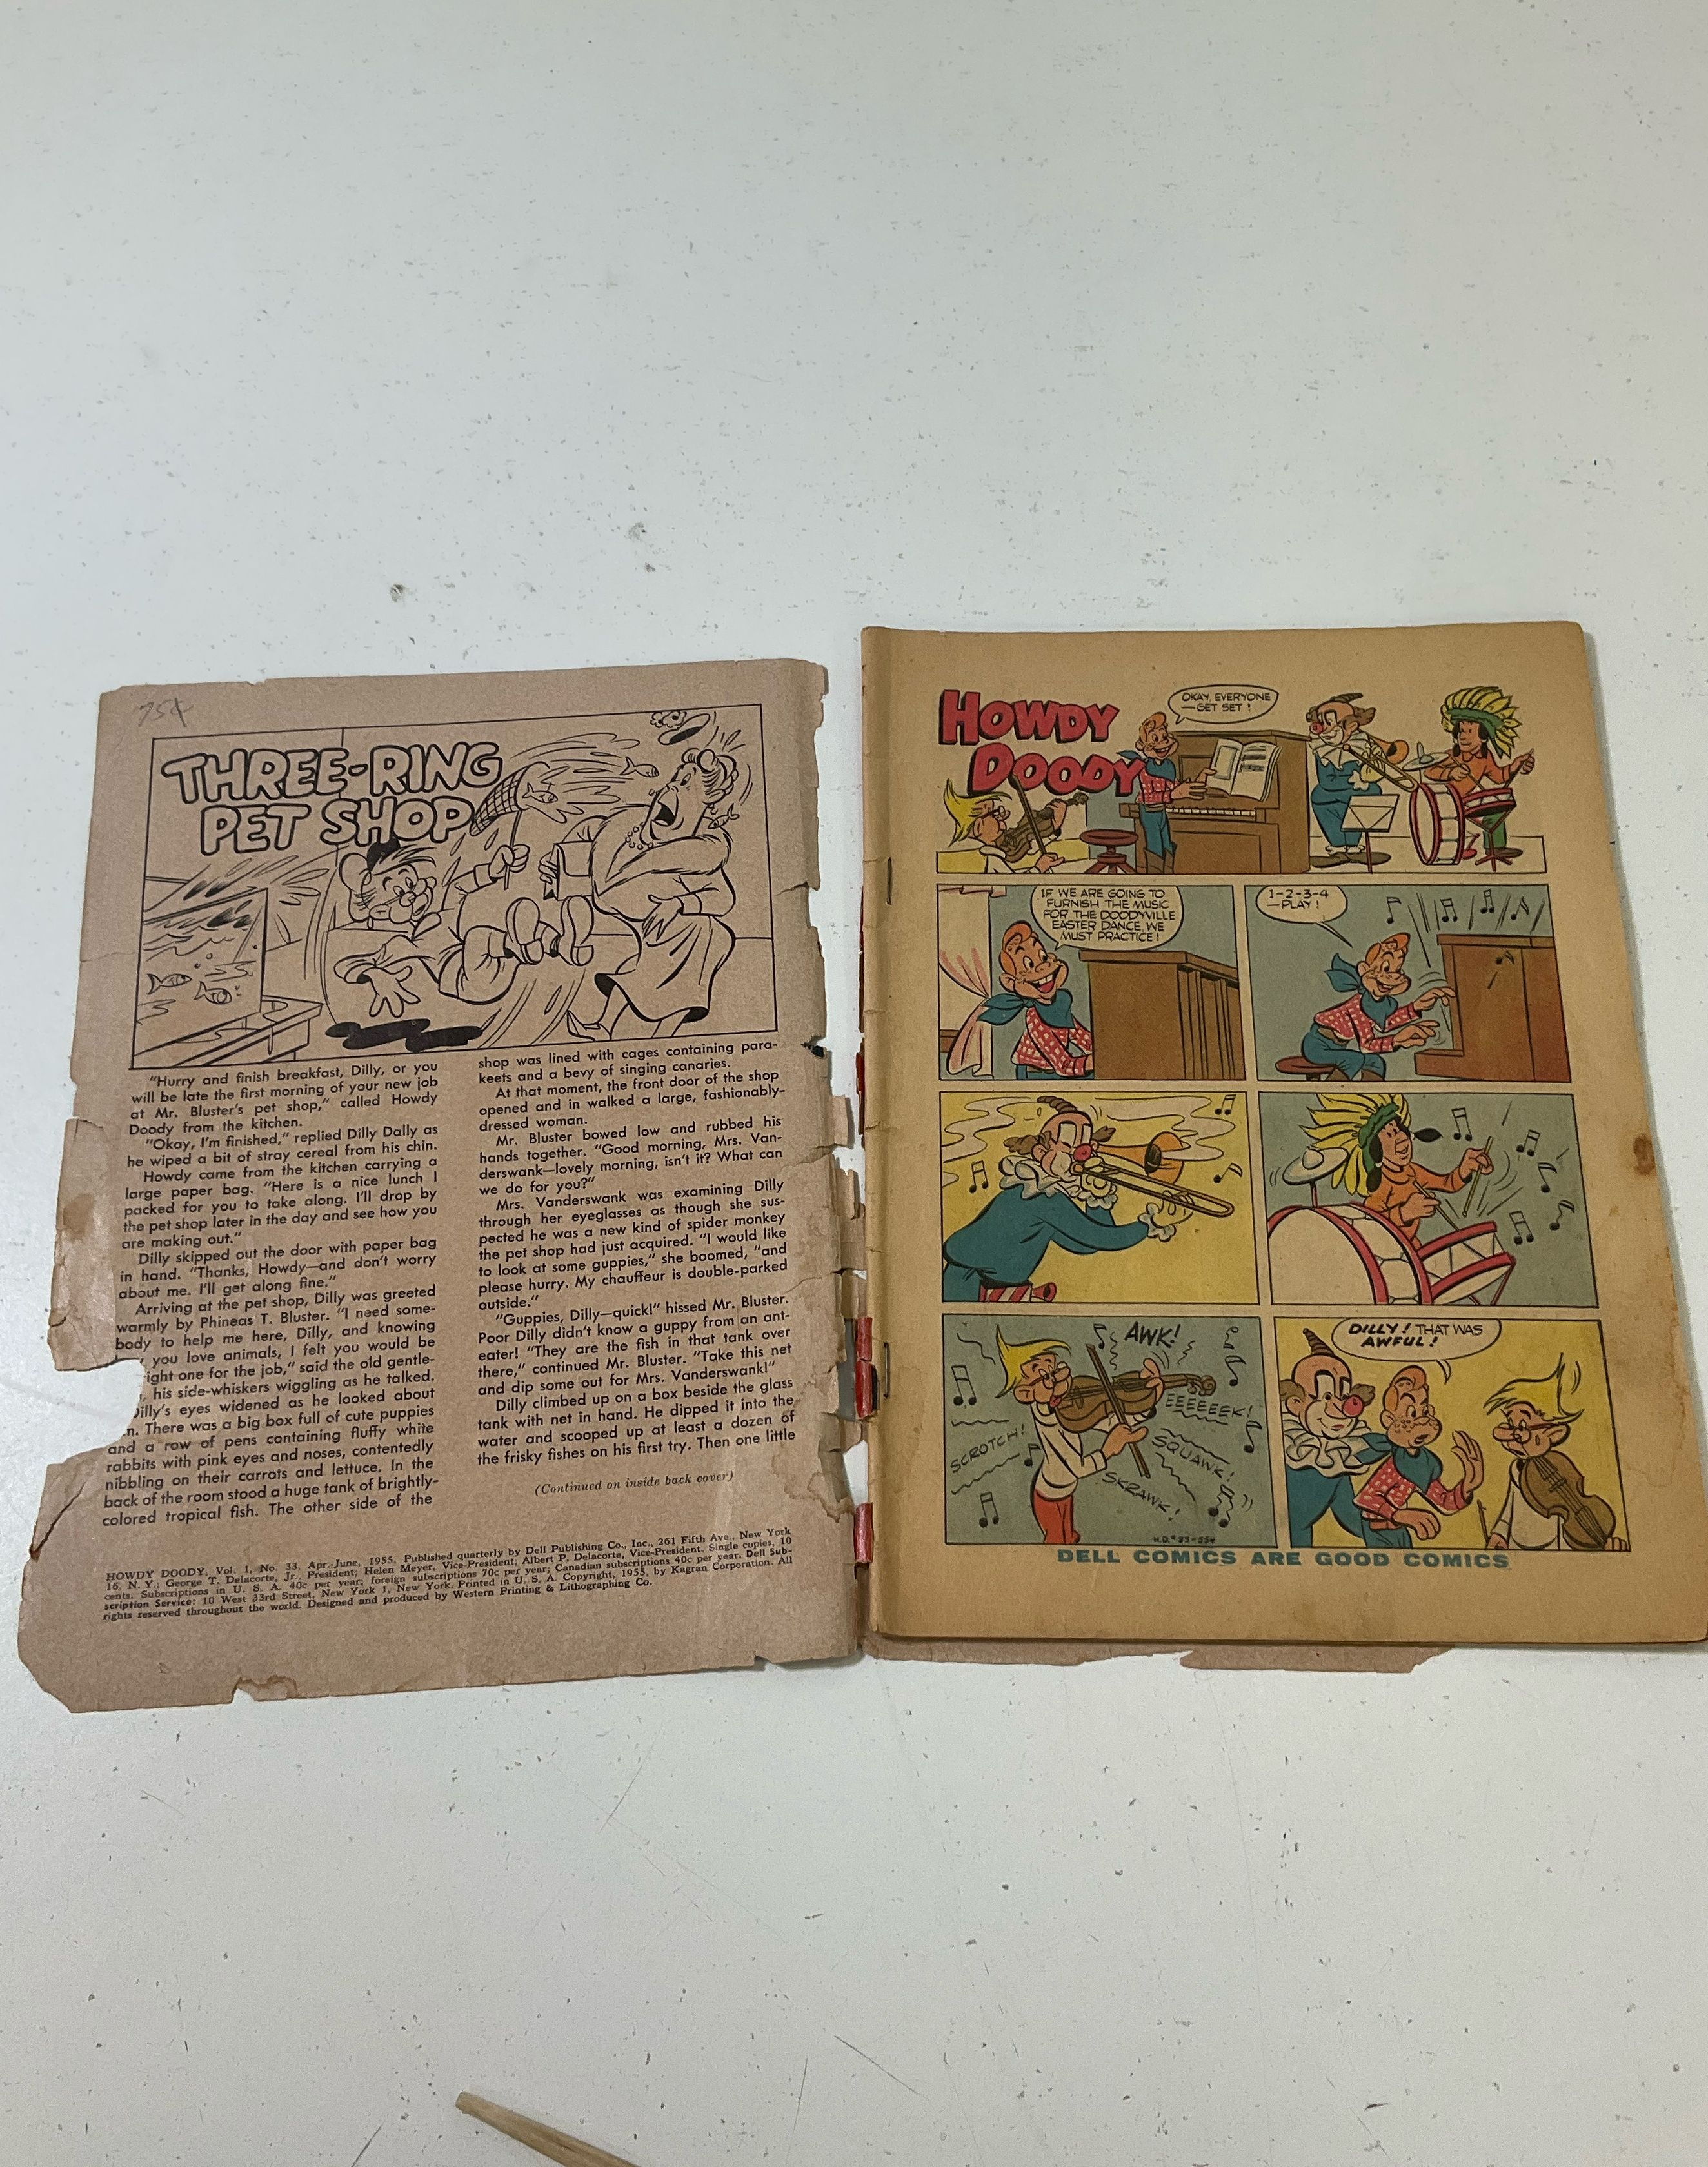 75¢
THREE-RING
PET SHOP
"Hurry and finish breakfast, Dilly, or you
will be late the first morning of your new job
at Mr. Bluster's pet shop," called Howdy
Doody from the kitchen.
"Okay, I'm finished," replied Dilly Dally as
he wiped a bit of stray cereal from his chin.
Howdy came from the kitchen carrying a
large paper bag. "Here is a nice lunch I
packed for you to take along. I'll drop by
the pet shop later in the day and see how you
are making out."
Dilly skipped out the door with paper bag
in hand. "Thanks, Howdy—and don't worry
about me. I'll get along fine."
Arriving at the pet shop, Dilly was greeted
warmly by Phineas T. Bluster. "I need some-
body to help me here, Dilly, and knowing
you love animals, I felt you would be
right one for the job," said the old gentle-
, his side-whiskers wiggling as he talked.
Dilly's eyes widened as he looked about
n. There was a big box full of cute puppies
and a row of pens containing fluffy white
rabbits with pink eyes and noses, contentedly
nibbling on their carrots and lettuce. In the
back of the room stood a huge tank of brightly-
colored tropical fish. The other side of the
shop was lined with cages containing para-
keets and a bevy of singing canaries.
At that moment, the front door of the shop
opened and in walked a large, fashionably-
dressed woman.
Mr. Bluster bowed low and rubbed his
hands together. "Good morning, Mrs. Van-
derswank—lovely morning, isn't it? What can
we do for you?"
Mrs. Vanderswank was examining Dilly
through her eyeglasses as though she sus-
pected he was a new kind of spider monkey
the pet shop had just acquired. "I would like
to look at some guppies," she boomed, "and
please hurry. My chauffeur is double-parked
outside."
"Guppies, Dilly—quick!" hissed Mr. Bluster.
Poor Dilly didn't know a guppy from an ant-
eater! "They are the fish in that tank over
there," continued Mr. Bluster. "Take this net
and dip some out for Mrs. Vanderswank!"
Dilly climbed up on a box beside the glass
tank with net in hand. He dipped it into the
water and scooped up at least a dozen of
the frisky fishes on his first try. Then one little
(Continued on inside back cover)
HOWDY DOODY, Vol. 1, No. 33, Apr.-June, 1955. Published quarterly by Dell Publishing Co., Inc., 261 Fifth Ave., New York
16, N. Y.; George T. Delacorte, Jr., President; Helen Meyer, Vice-President; Albert P. Delacorte, Vice-President. Single copies, 10
cents. Subscriptions in U. S. A. 40c per year; foreign subscriptions 70c per year; Canadian subscriptions 40c per year. Dell Sub-
scription Service: 10 West 33rd Street, New York 1, New York. Printed in U. S. A. Copyright, 1955, by Kagran Corporation. All
rights reserved throughout the world. Designed and produced by Western Printing & Lithographing Co.
HOWDY
DOODY
OKAY, EVERYONE
—GET SET!
IF WE ARE GOING TO
FURNISH THE MUSIC
FOR THE DOODYVILLE
EASTER DANCE, WE
MUST PRACTICE!
1-2-3-4
—PLAY!
AWK!
EEEEEEK!
SCROTCH!
SQUAWK!
SKRAWK!
H.D. #33-554
DILLY! THAT WAS
AWFUL!
DELL COMICS ARE GOOD COMICS